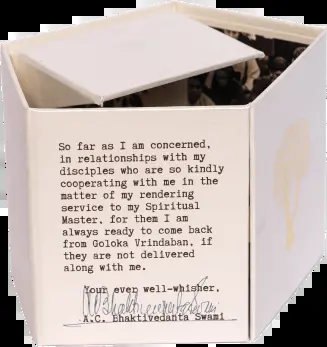 So far as I am concerned,
in relationships with my
disciples who are so kindly
cooperating with me in the
matter of my rendering
service to my Spiritual
Master, for them I am
always ready to come back
from Goloka Vrindaban, if
they are not delivered
along with me.
Your ever well-whisher,
A.C. Bhaktivedanta Swami